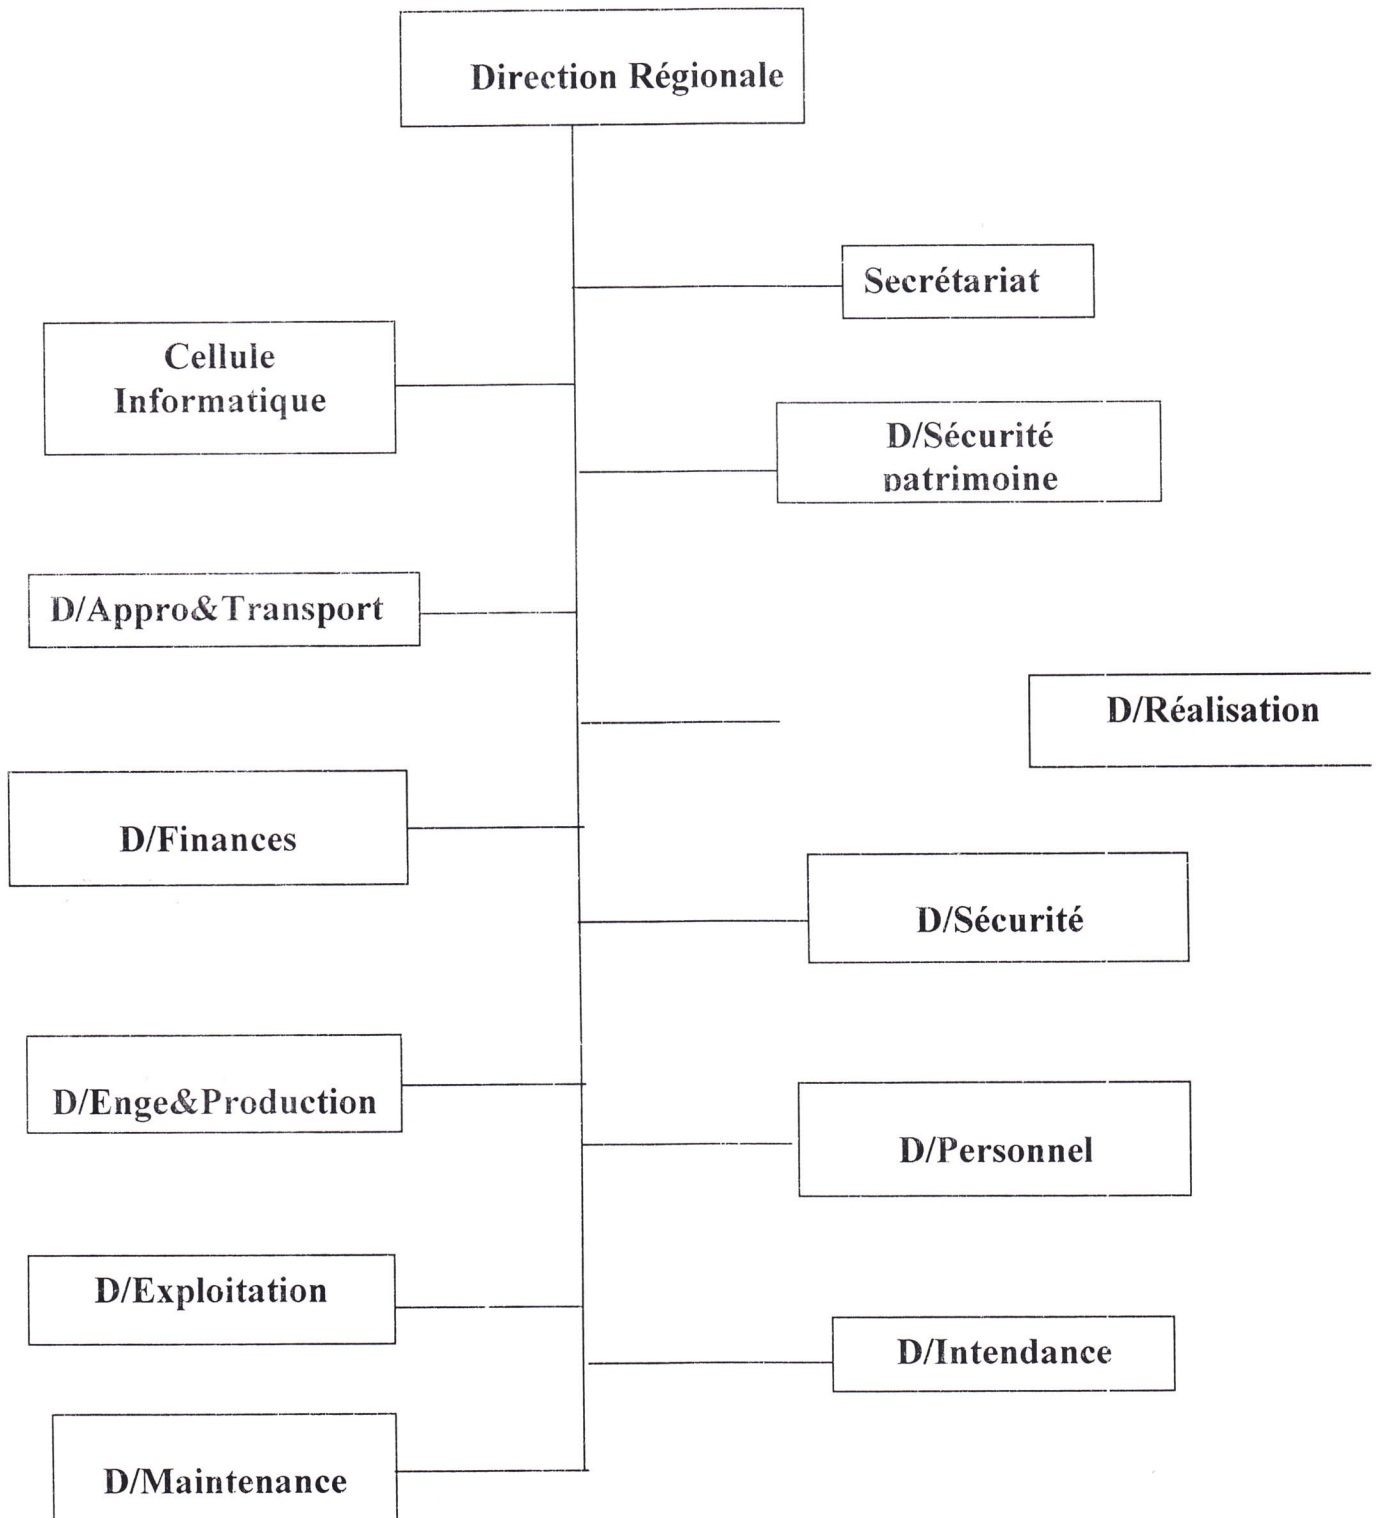 Direction Régionale
Secrétariat
Cellule
Informatique
D/Sécurité
patrimoine
D/Appro&Transport
D/Réalisation
D/Finances
D/Sécurité
D/Enge&Production
D/Personnel
D/Exploitation
D/Intendance
D/Maintenance